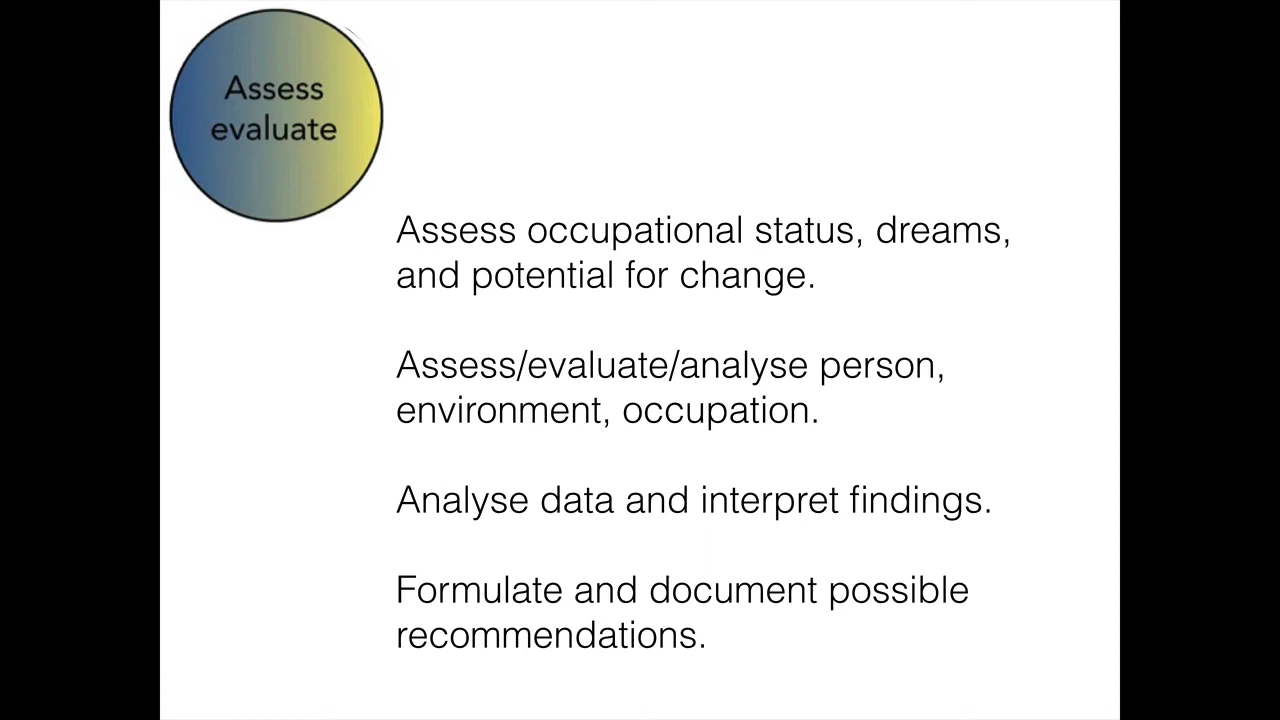 Assess
evaluate
Assess occupational status, dreams,
and potential for change.
Assess/evaluate/analyse person,
environment, occupation.
Analyse data and interpret findings.
Formulate and document possible
recommendations.